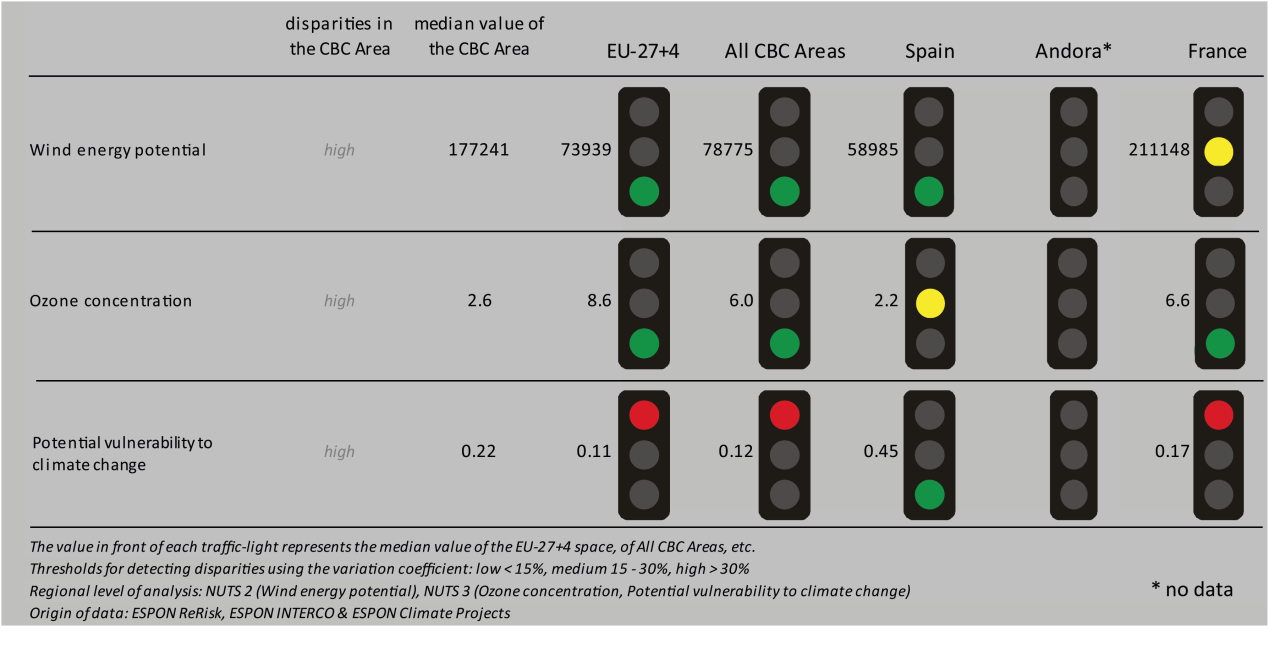 disparities in
the CBC Area
median value of
the CBC Area
EU-27+4
All CBC Areas
Spain
Andora*
France
Wind energy potential
high
177241
73939
78775
58985
211148
Ozone concentration
high
2.6
8.6
6.0
2.2
6.6
Potential vulnerability to
climate change
high
0.22
0.11
0.12
0.45
0.17
The value in front of each traffic-light represents the median value of the EU-27+4 space, of All CBC Areas, etc.
Thresholds for detecting disparities using the variation coefficient: low < 15%, medium 15 - 30%, high > 30%
Regional level of analysis: NUTS 2 (Wind energy potential), NUTS 3 (Ozone concentration, Potential vulnerability to climate change)
* no data
Origin of data: ESPON ReRisk, ESPON INTERCO & ESPON Climate Projects